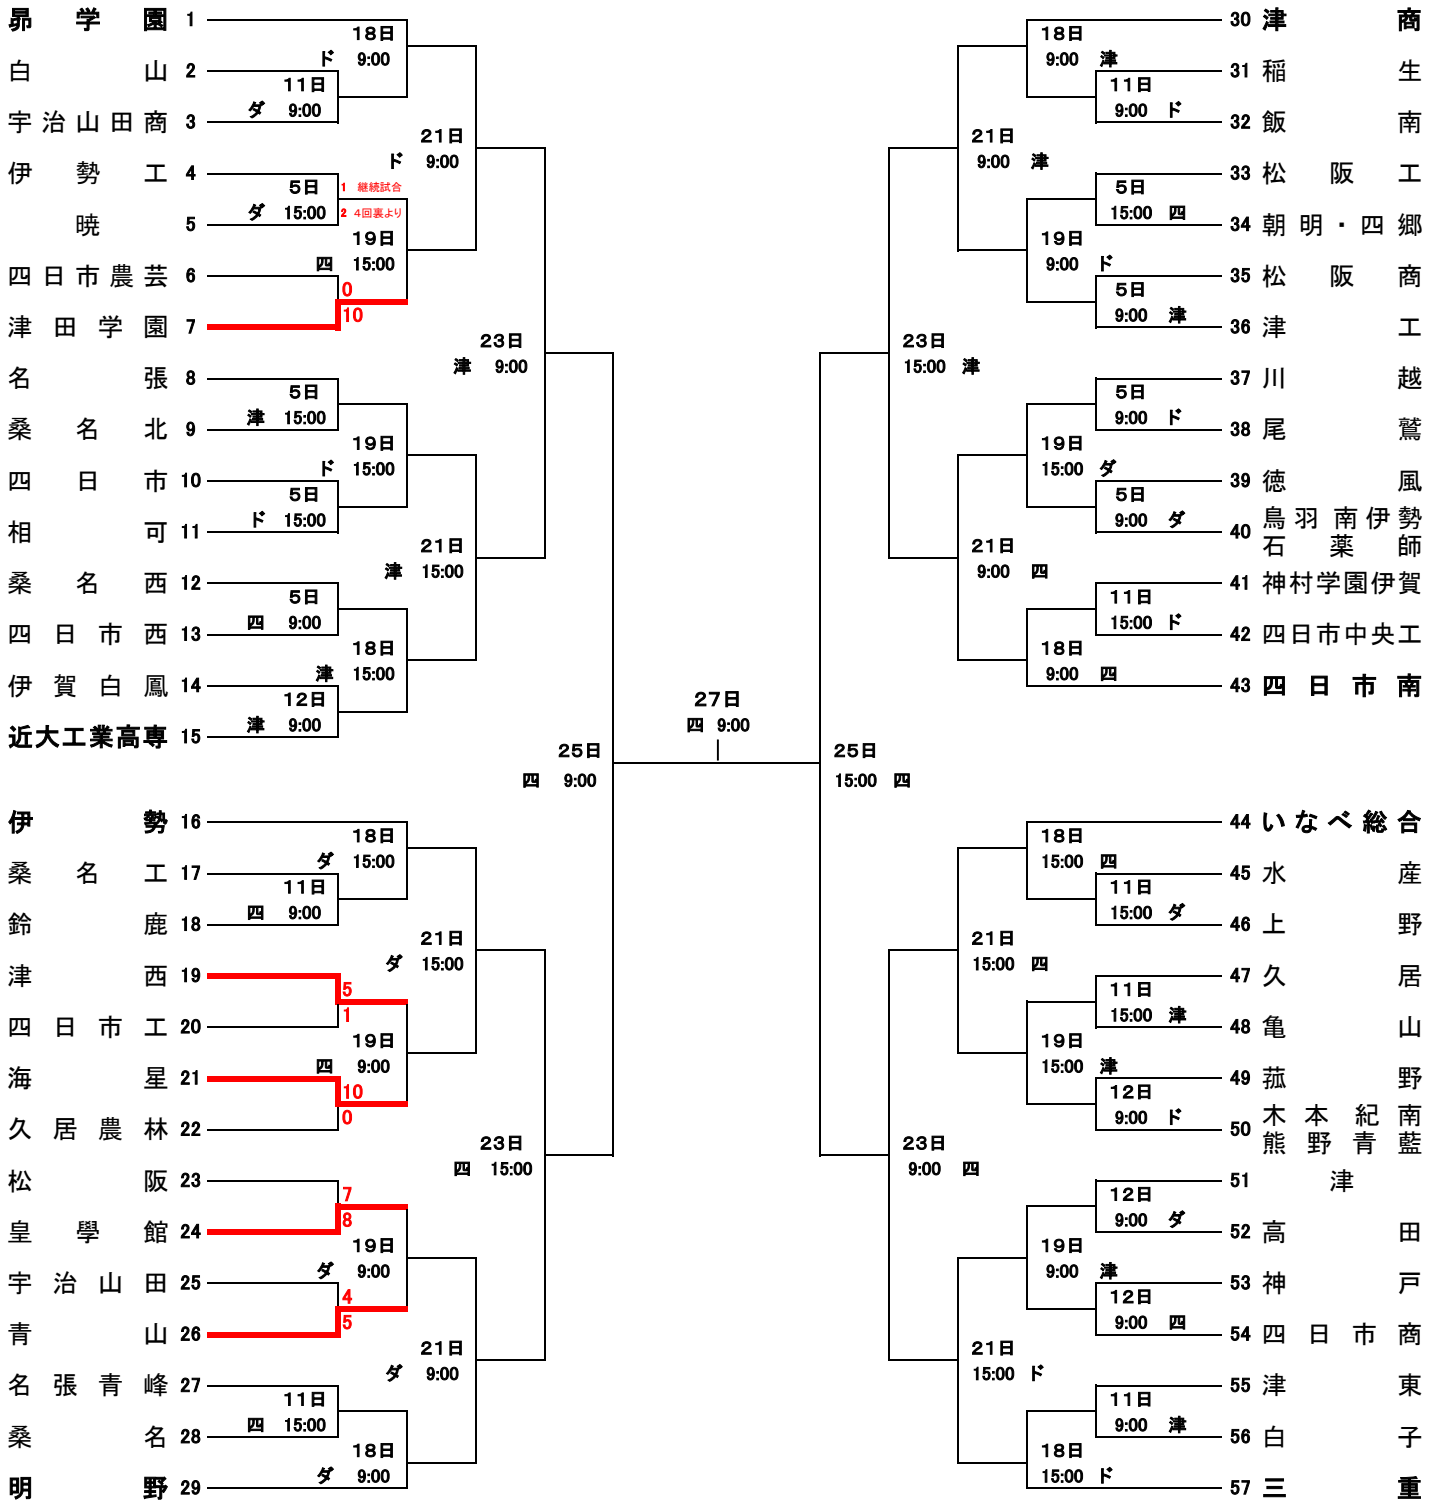 昴学園 1
18日
ド 9:00
白山 2
11日
ダ 9:00
宇治山田商 3
21日
ド 9:00
伊勢工 4
5日 1 継続試合
ダ 15:00 2 4回裏より
暁 5
19日
四 15:00
四日市農芸 6
0
10
津田学園 7
23日
津 9:00
名張 8
5日
津 15:00
桑名北 9
19日
ド 15:00
四日市 10
5日
ド 15:00
相可 11
21日
津 15:00
桑名西 12
5日
四 9:00
四日市西 13
18日
津 15:00
伊賀白鳳 14
12日
津 9:00
近大工業高専 15
25日
四 9:00
伊勢 16
18日
ダ 15:00
桑名工 17
11日
四 9:00
鈴鹿 18
21日
ダ 15:00
津西 19
5
1
四日市工 20
19日
四 9:00
海星 21
10
0
久居農林 22
23日
四 15:00
松阪 23
7
8
皇學館 24
19日
ダ 9:00
宇治山田 25
4
5
青山 26
21日
ダ 9:00
名張青峰 27
11日
四 15:00
桑名 28
18日
ダ 9:00
明野 29
27日
四 9:00
30 津商
18日
9:00 津
31 稲生
11日
9:00 ド
32 飯南
21日
9:00 津
33 松阪工
5日
15:00 四
34 朝明・四郷
19日
9:00 ド
35 松阪商
5日
9:00 津
36 津工
23日
15:00 津
37 川越
5日
9:00 ド
38 尾鷲
19日
15:00 ダ
39 徳風
5日
9:00 ダ
40 鳥羽南伊勢
石薬師
21日
9:00 四
41 神村学園伊賀
11日
15:00 ド
42 四日市中央工
18日
9:00 四
43 四日市南
25日
15:00 四
44 いなべ総合
18日
15:00 四
45 水産
11日
15:00 ダ
46 上野
21日
15:00 四
47 久居
11日
15:00 津
48 亀山
19日
15:00 津
49 菰野
12日
9:00 ド
50 木本紀南
熊野青藍
23日
9:00 四
51 津
12日
9:00 ダ
52 高田
19日
9:00 津
53 神戸
12日
9:00 四
54 四日市商
21日
15:00 ド
55 津東
11日
9:00 津
56 白子
18日
15:00 ド
57 三重